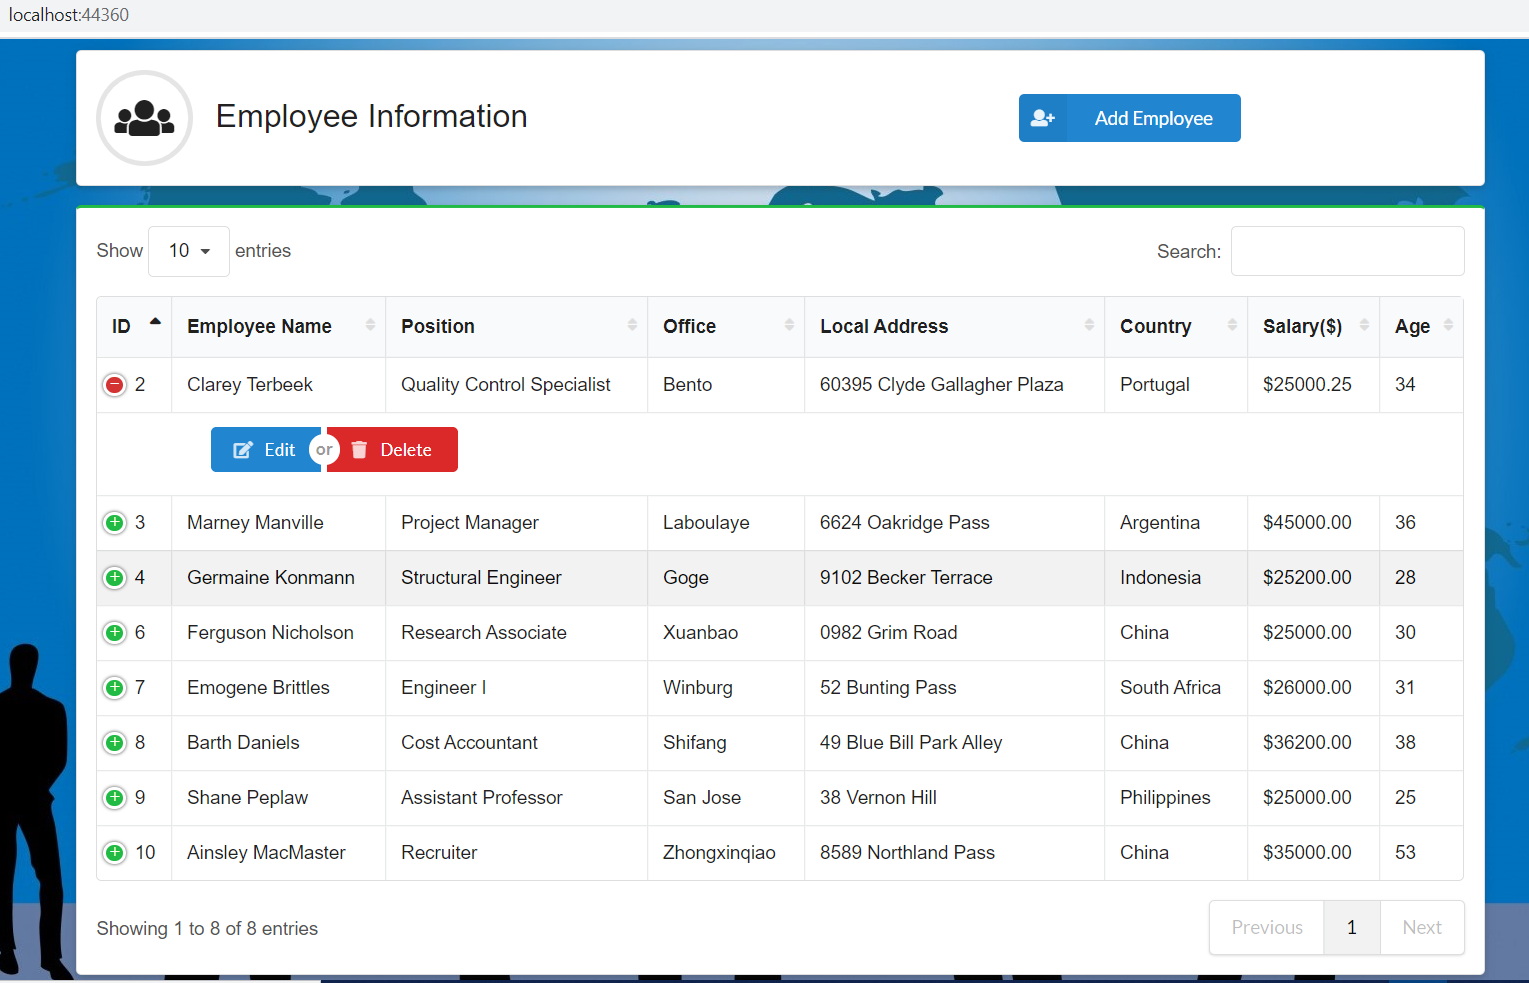 localhost:44360
Employee Information
Add Employee
Show 10 entries Search:
ID Employee Name Position Office Local Address Country Salary($) Age
2 Clarey Terbeek Quality Control Specialist Bento 60395 Clyde Gallagher Plaza Portugal $25000.25 34
Edit or Delete
3 Marney Manville Project Manager Laboulaye 6624 Oakridge Pass Argentina $45000.00 36
4 Germaine Konmann Structural Engineer Goge 9102 Becker Terrace Indonesia $25200.00 28
6 Ferguson Nicholson Research Associate Xuanbao 0982 Grim Road China $25000.00 30
7 Emogene Brittles Engineer I Winburg 52 Bunting Pass South Africa $26000.00 31
8 Barth Daniels Cost Accountant Shifang 49 Blue Bill Park Alley China $36200.00 38
9 Shane Peplaw Assistant Professor San Jose 38 Vernon Hill Philippines $25000.00 25
10 Ainsley MacMaster Recruiter Zhongxinqiao 8589 Northland Pass China $35000.00 53
Showing 1 to 8 of 8 entries Previous 1 Next